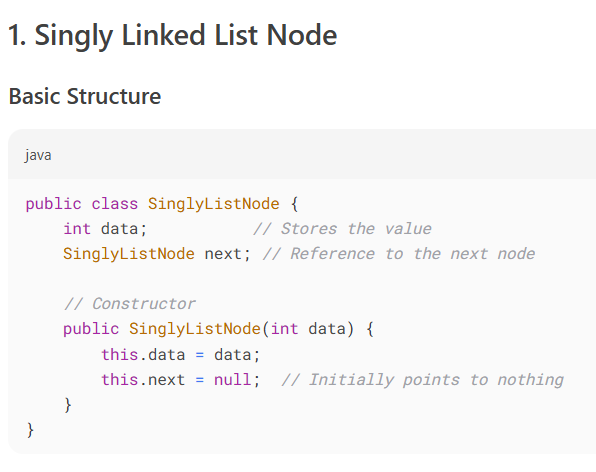 1. Singly Linked List Node
Basic Structure
java
public class SinglyListNode {
    int data;           // Stores the value
    SinglyListNode next; // Reference to the next node

    // Constructor
    public SinglyListNode(int data) {
        this.data = data;
        this.next = null;  // Initially points to nothing
    }
}